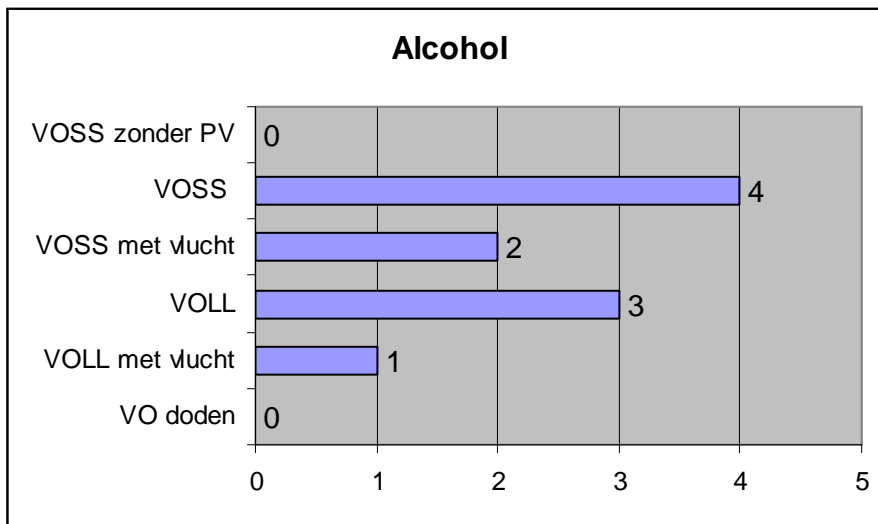 Alcohol
VOSS zonder PV
0
VOSS
4
VOSS met vlucht
2
VOLL
3
VOLL met vlucht
1
VO doden
0
0 1 2 3 4 5